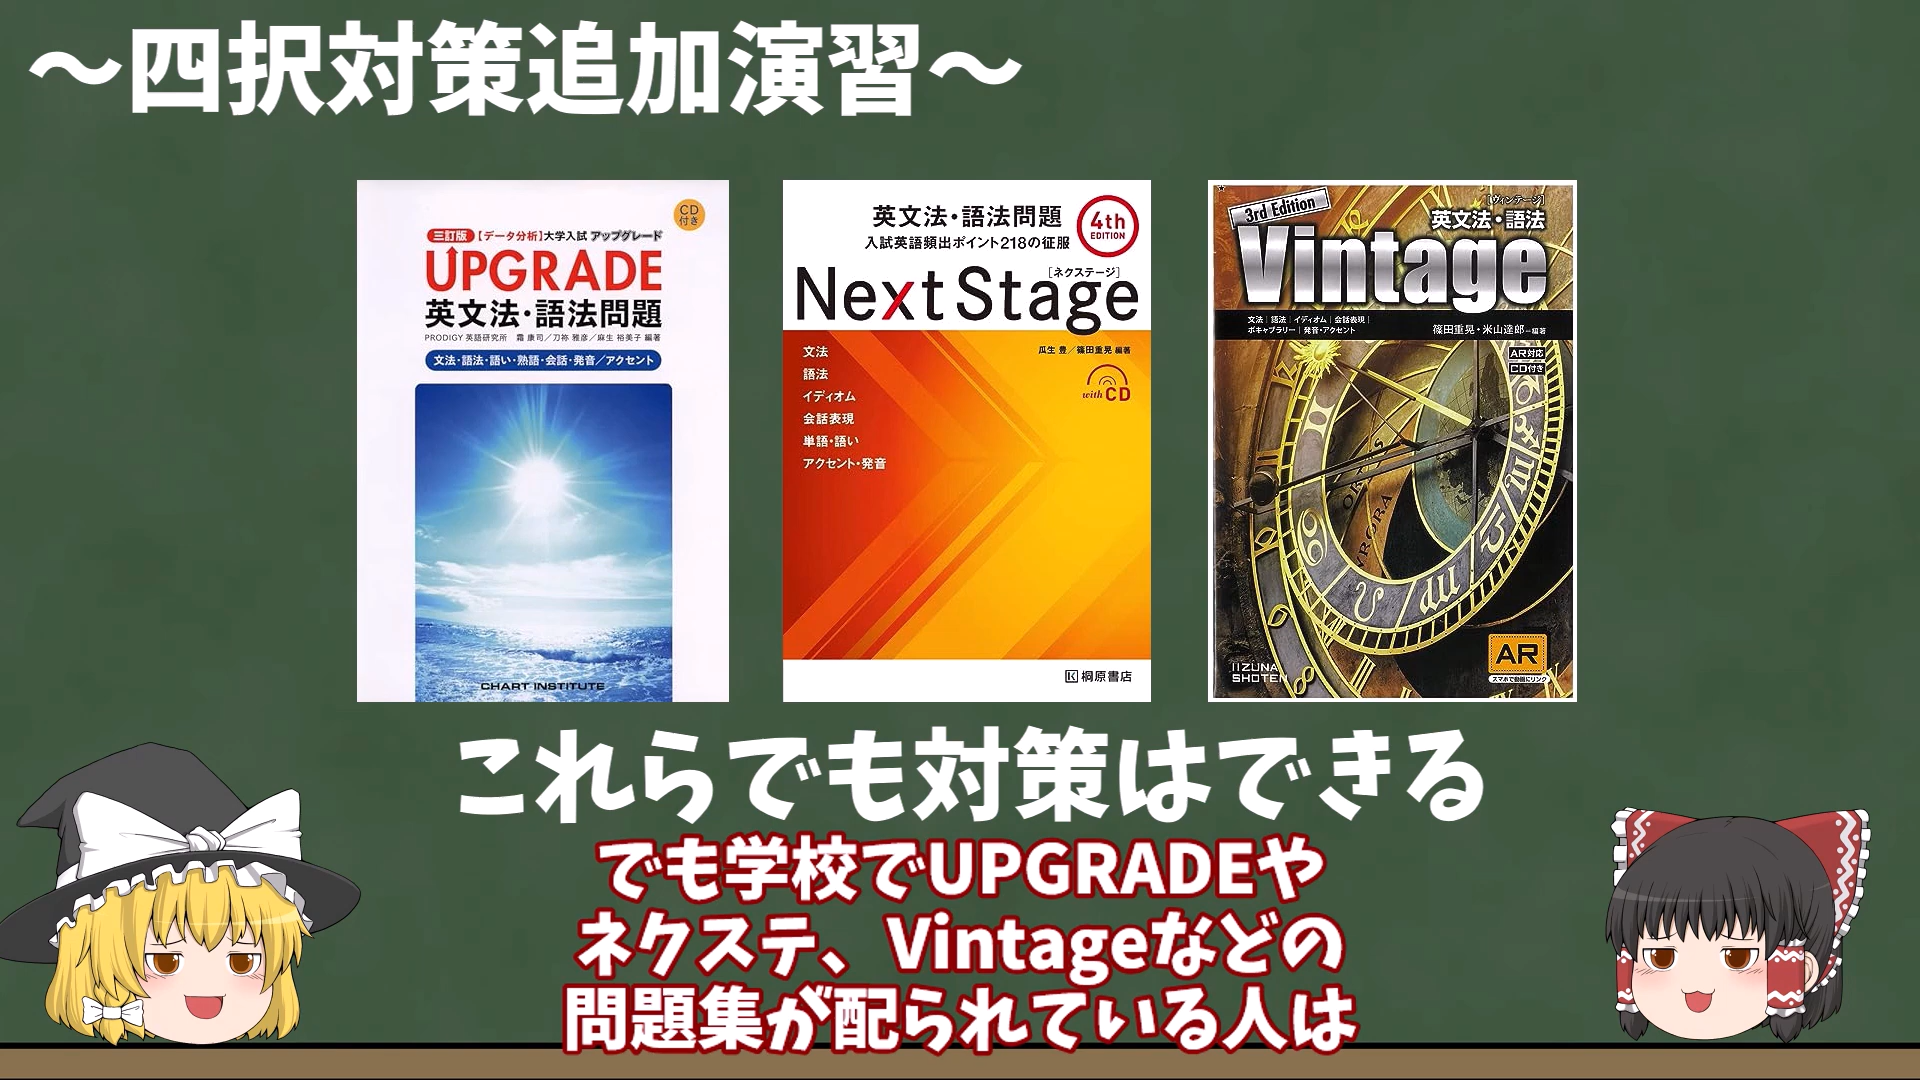 ～四択対策追加演習～
CD付き
三訂版【データ分析】大学入試 アップグレード
UPGRADE
英文法・語法問題
PRODIGY 英語研究所 霜 康司／刀祢 雅彦／麻生 裕美子 編著
文法・語法・語い・熟語・会話・発音／アクセント
CHART INSTITUTE
英文法・語法問題
入試英語頻出ポイント218の征服
4th
EDITION
［ネクステージ］
Next Stage
文法
語法
イディオム
会話表現
単語・語い
アクセント・発音
瓜生 豊／篠田重晃 編著
with CD
桐原書店
3rd Edition
［ヴィンテージ］
英文法・語法
Vintage
文法｜語法｜イディオム｜会話表現｜
ボキャブラリー｜発音・アクセント
篠田重晃・米山達郎 編著
AR対応
CD付き
IIZUNA
SHOTEN
AR
スマホで動画にリンク
これらでも対策はできる
でも学校でUPGRADEや
ネクステ、Vintageなどの
問題集が配られている人は